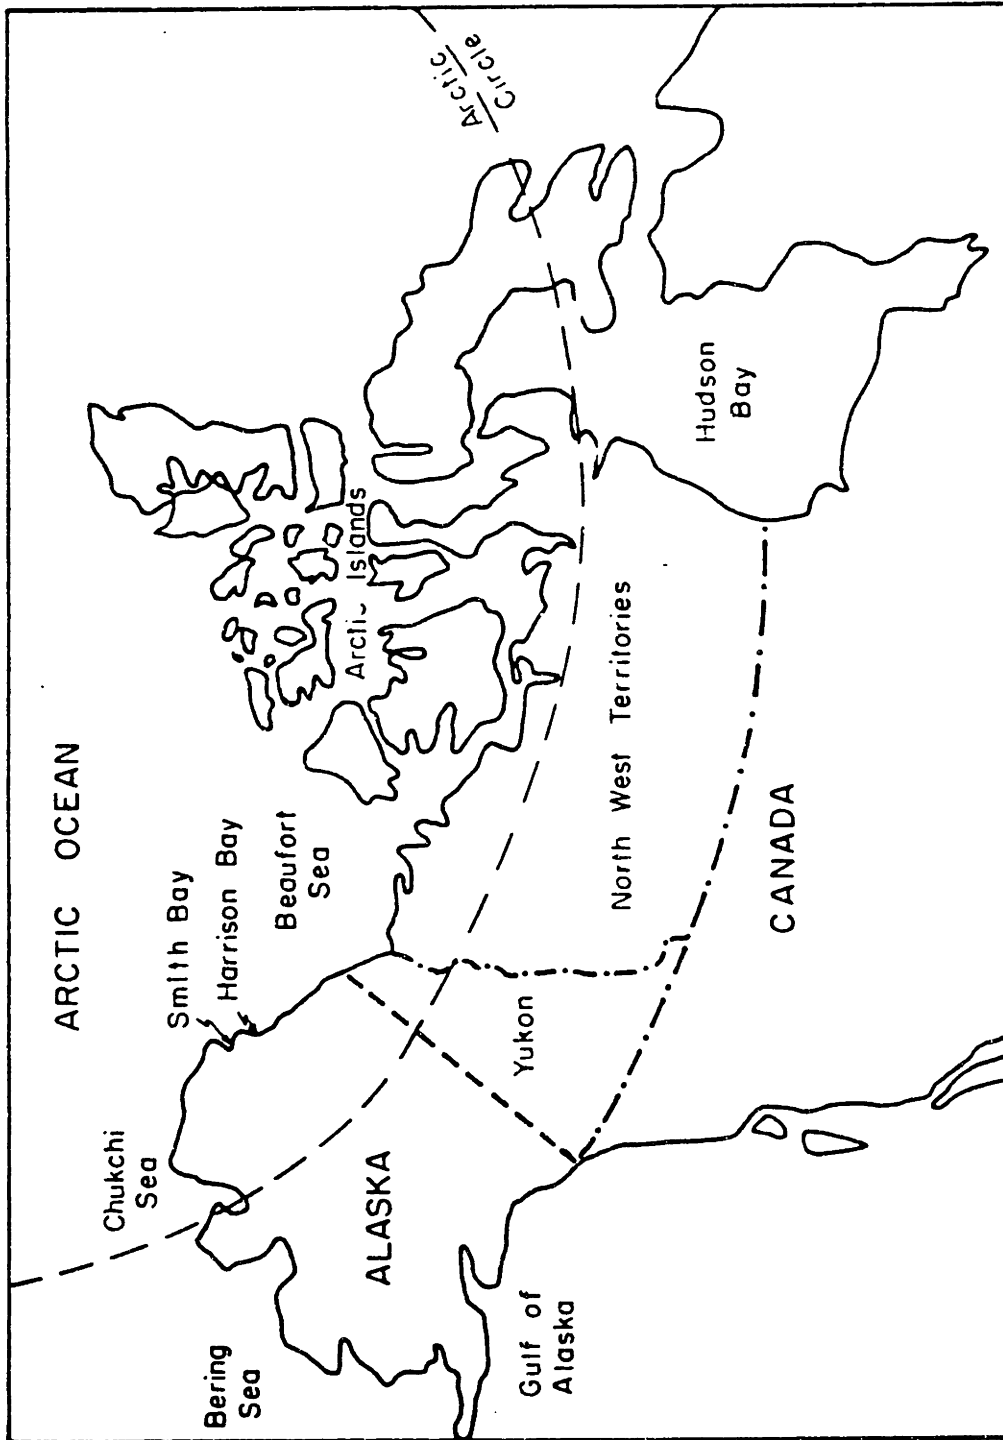 ARCTIC OCEAN
Smith Bay
Harrison Bay
Beaufort
Sea
Chukchi
Sea
Bering
Sea
ALASKA
Gulf of
Alaska
Yukon
North West Territories
CANADA
Arctic Islands
Hudson
Bay
Arctic
Circle